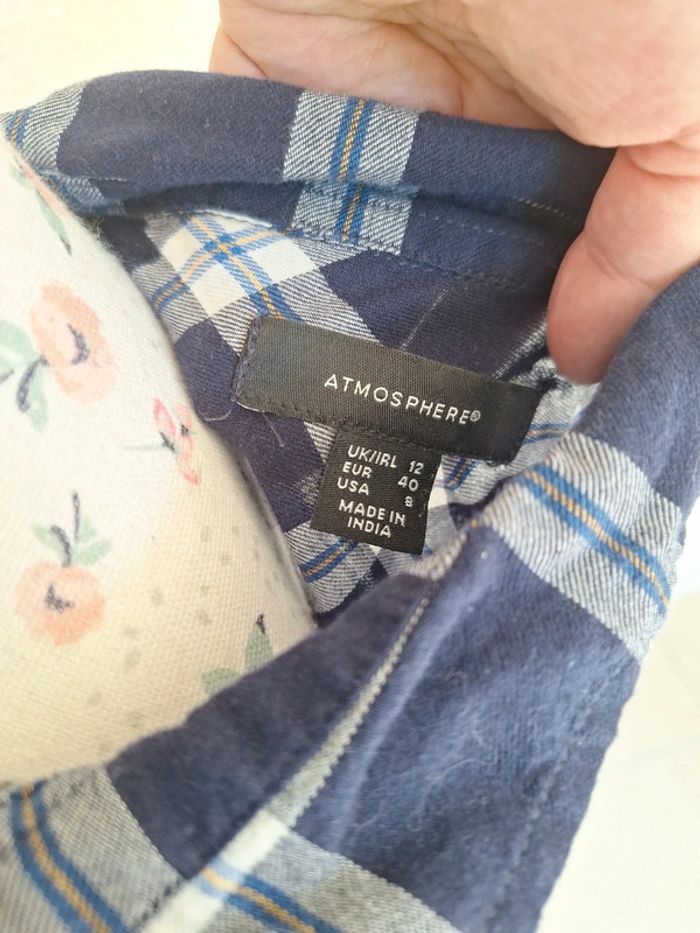 ATMOSPHERE®
UK/IRL 12
EUR 40
USA 8
MADE IN
INDIA